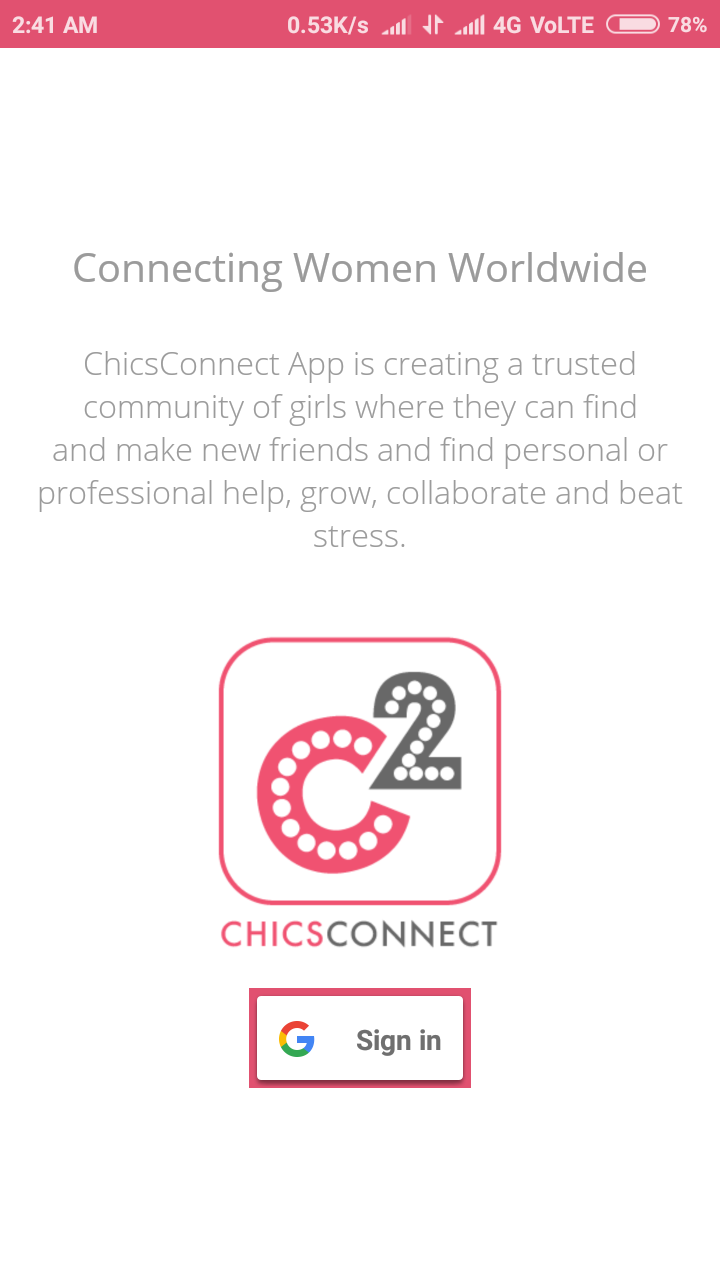 2:41 AM 0.53K/s 4G VoLTE 78%
Connecting Women Worldwide
ChicsConnect App is creating a trusted
community of girls where they can find
and make new friends and find personal or
professional help, grow, collaborate and beat
stress.
C2
CHICSCONNECT
G Sign in